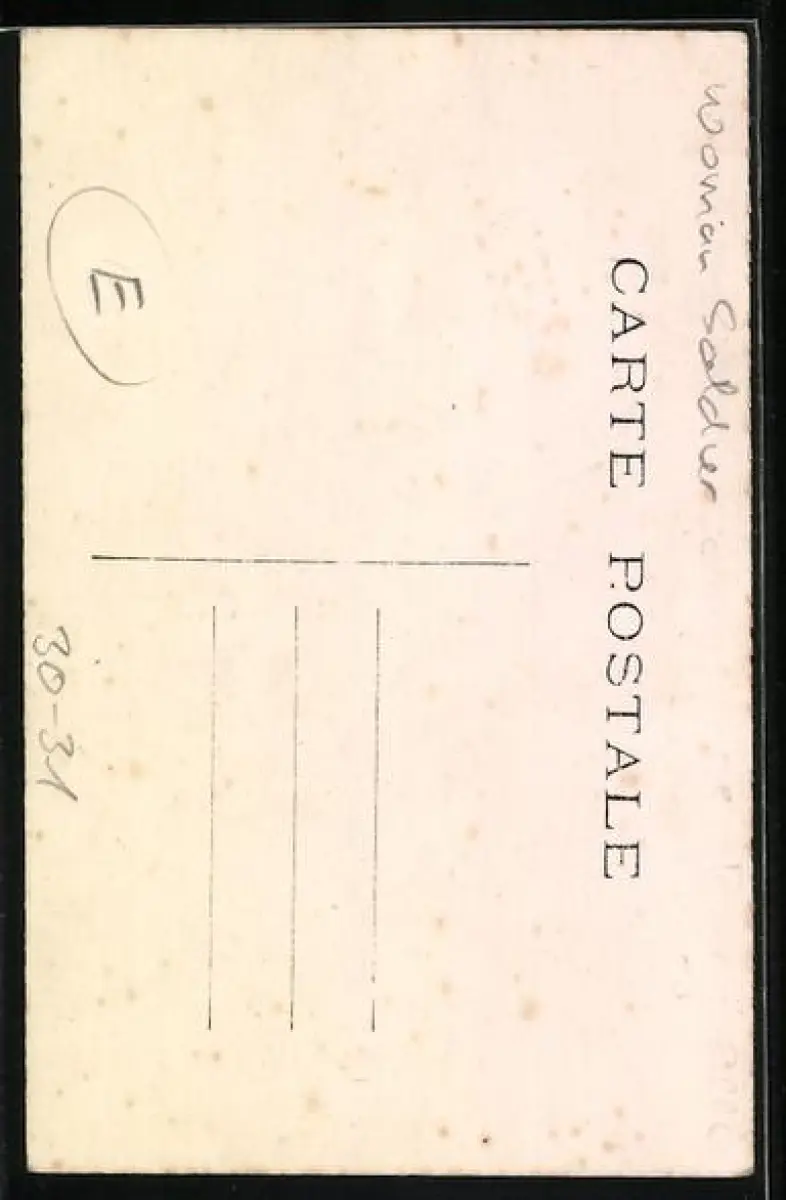 Woman Soldier
CARTE POSTALE
E
30-31